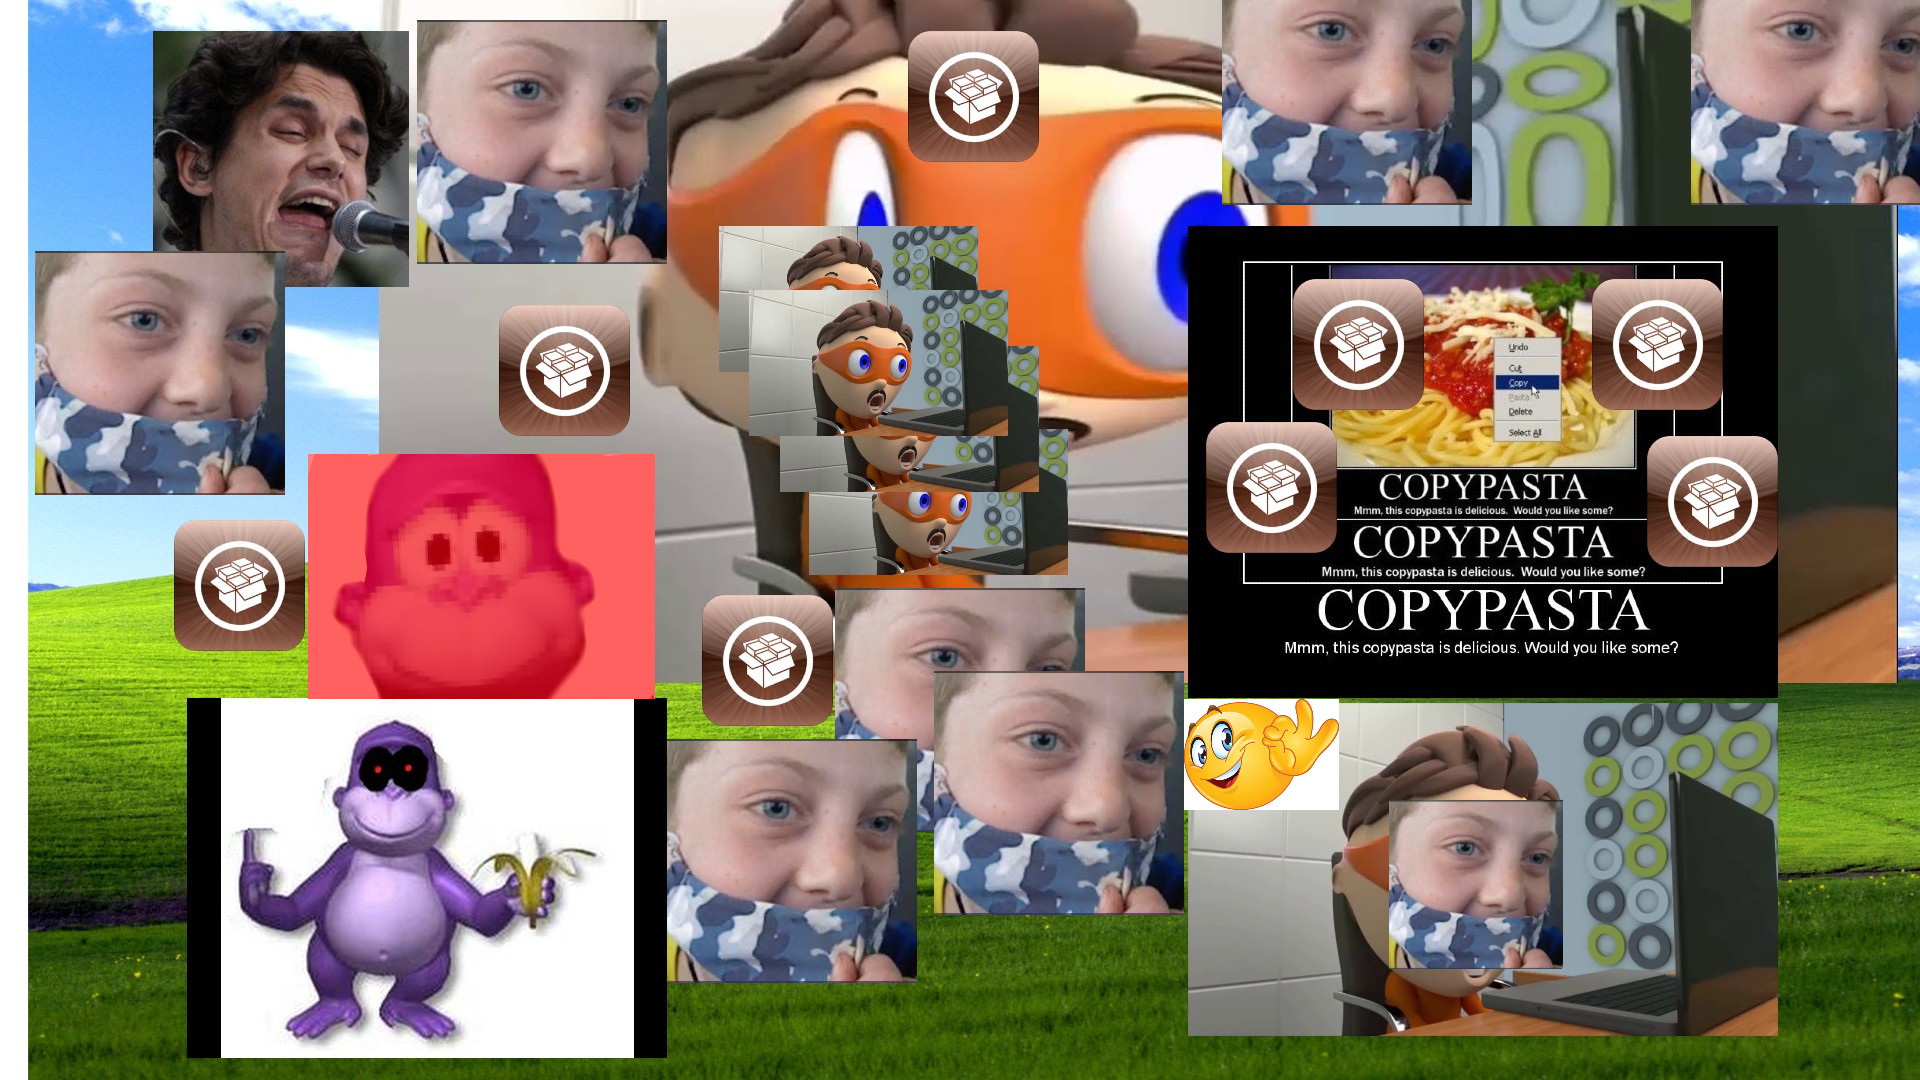 Undo
Cut
Copy
Paste
Delete
Select All
COPYPASTA
Mmm, this copypasta is delicious. Would you like some?
COPYPASTA
Mmm, this copypasta is delicious. Would you like some?
COPYPASTA
Mmm, this copypasta is delicious. Would you like some?